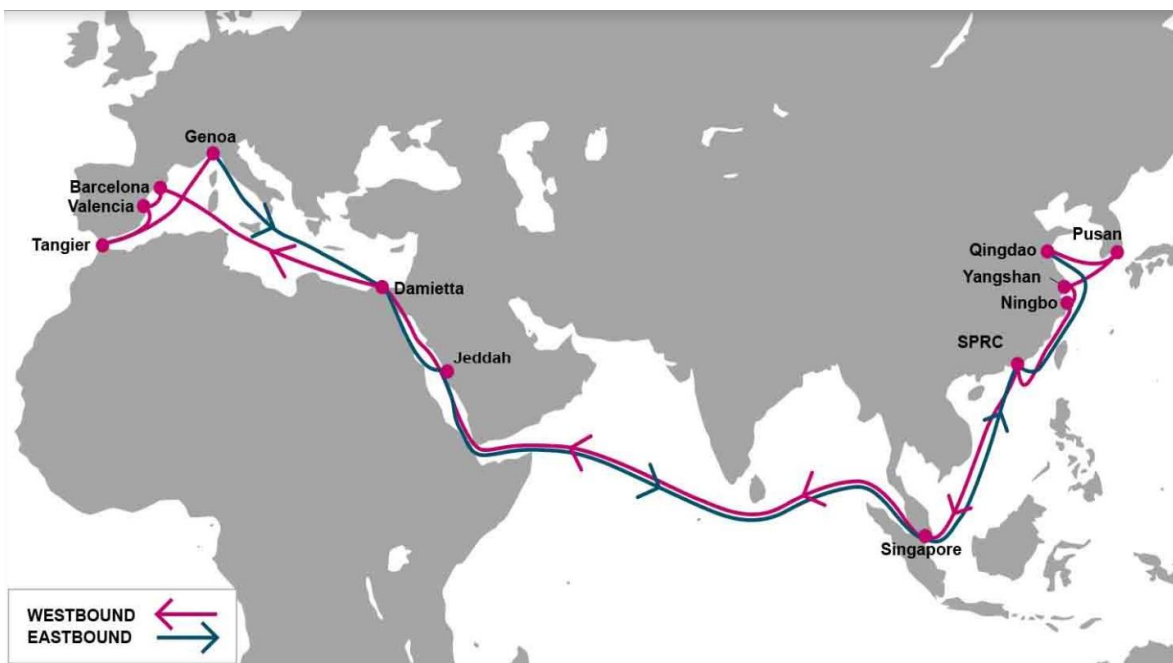 Genoa
Barcelona
Valencia
Tangier
Damietta
Jeddah
Qingdao
Pusan
Yangshan
Ningbo
SPRC
Singapore
WESTBOUND
EASTBOUND